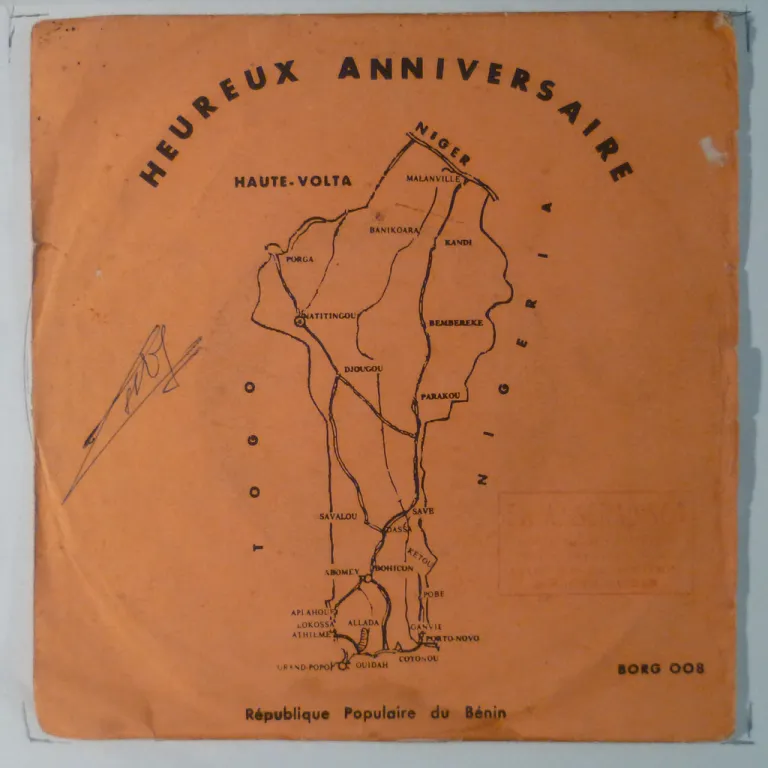 HEUREUX ANNIVERSAIRE
NIGER
HAUTE-VOLTA
MALANVILLE
BANIKOARA
KANDI
PORGA
NATITINGOU
BEMBEREKE
NIGERIA
DJOUGOU
PARAKOU
TOGO
SAVALOU
SAVE
DASSA
KETOU
ABOMEY
BOHICON
POBE
APLAHOUE
LOKOSSA
ALLADA
GANVIE
ATHIEME
PORTO-NOVO
COTONOU
GRAND-POPO
OUIDAH
BORG 008
République Populaire du Bénin